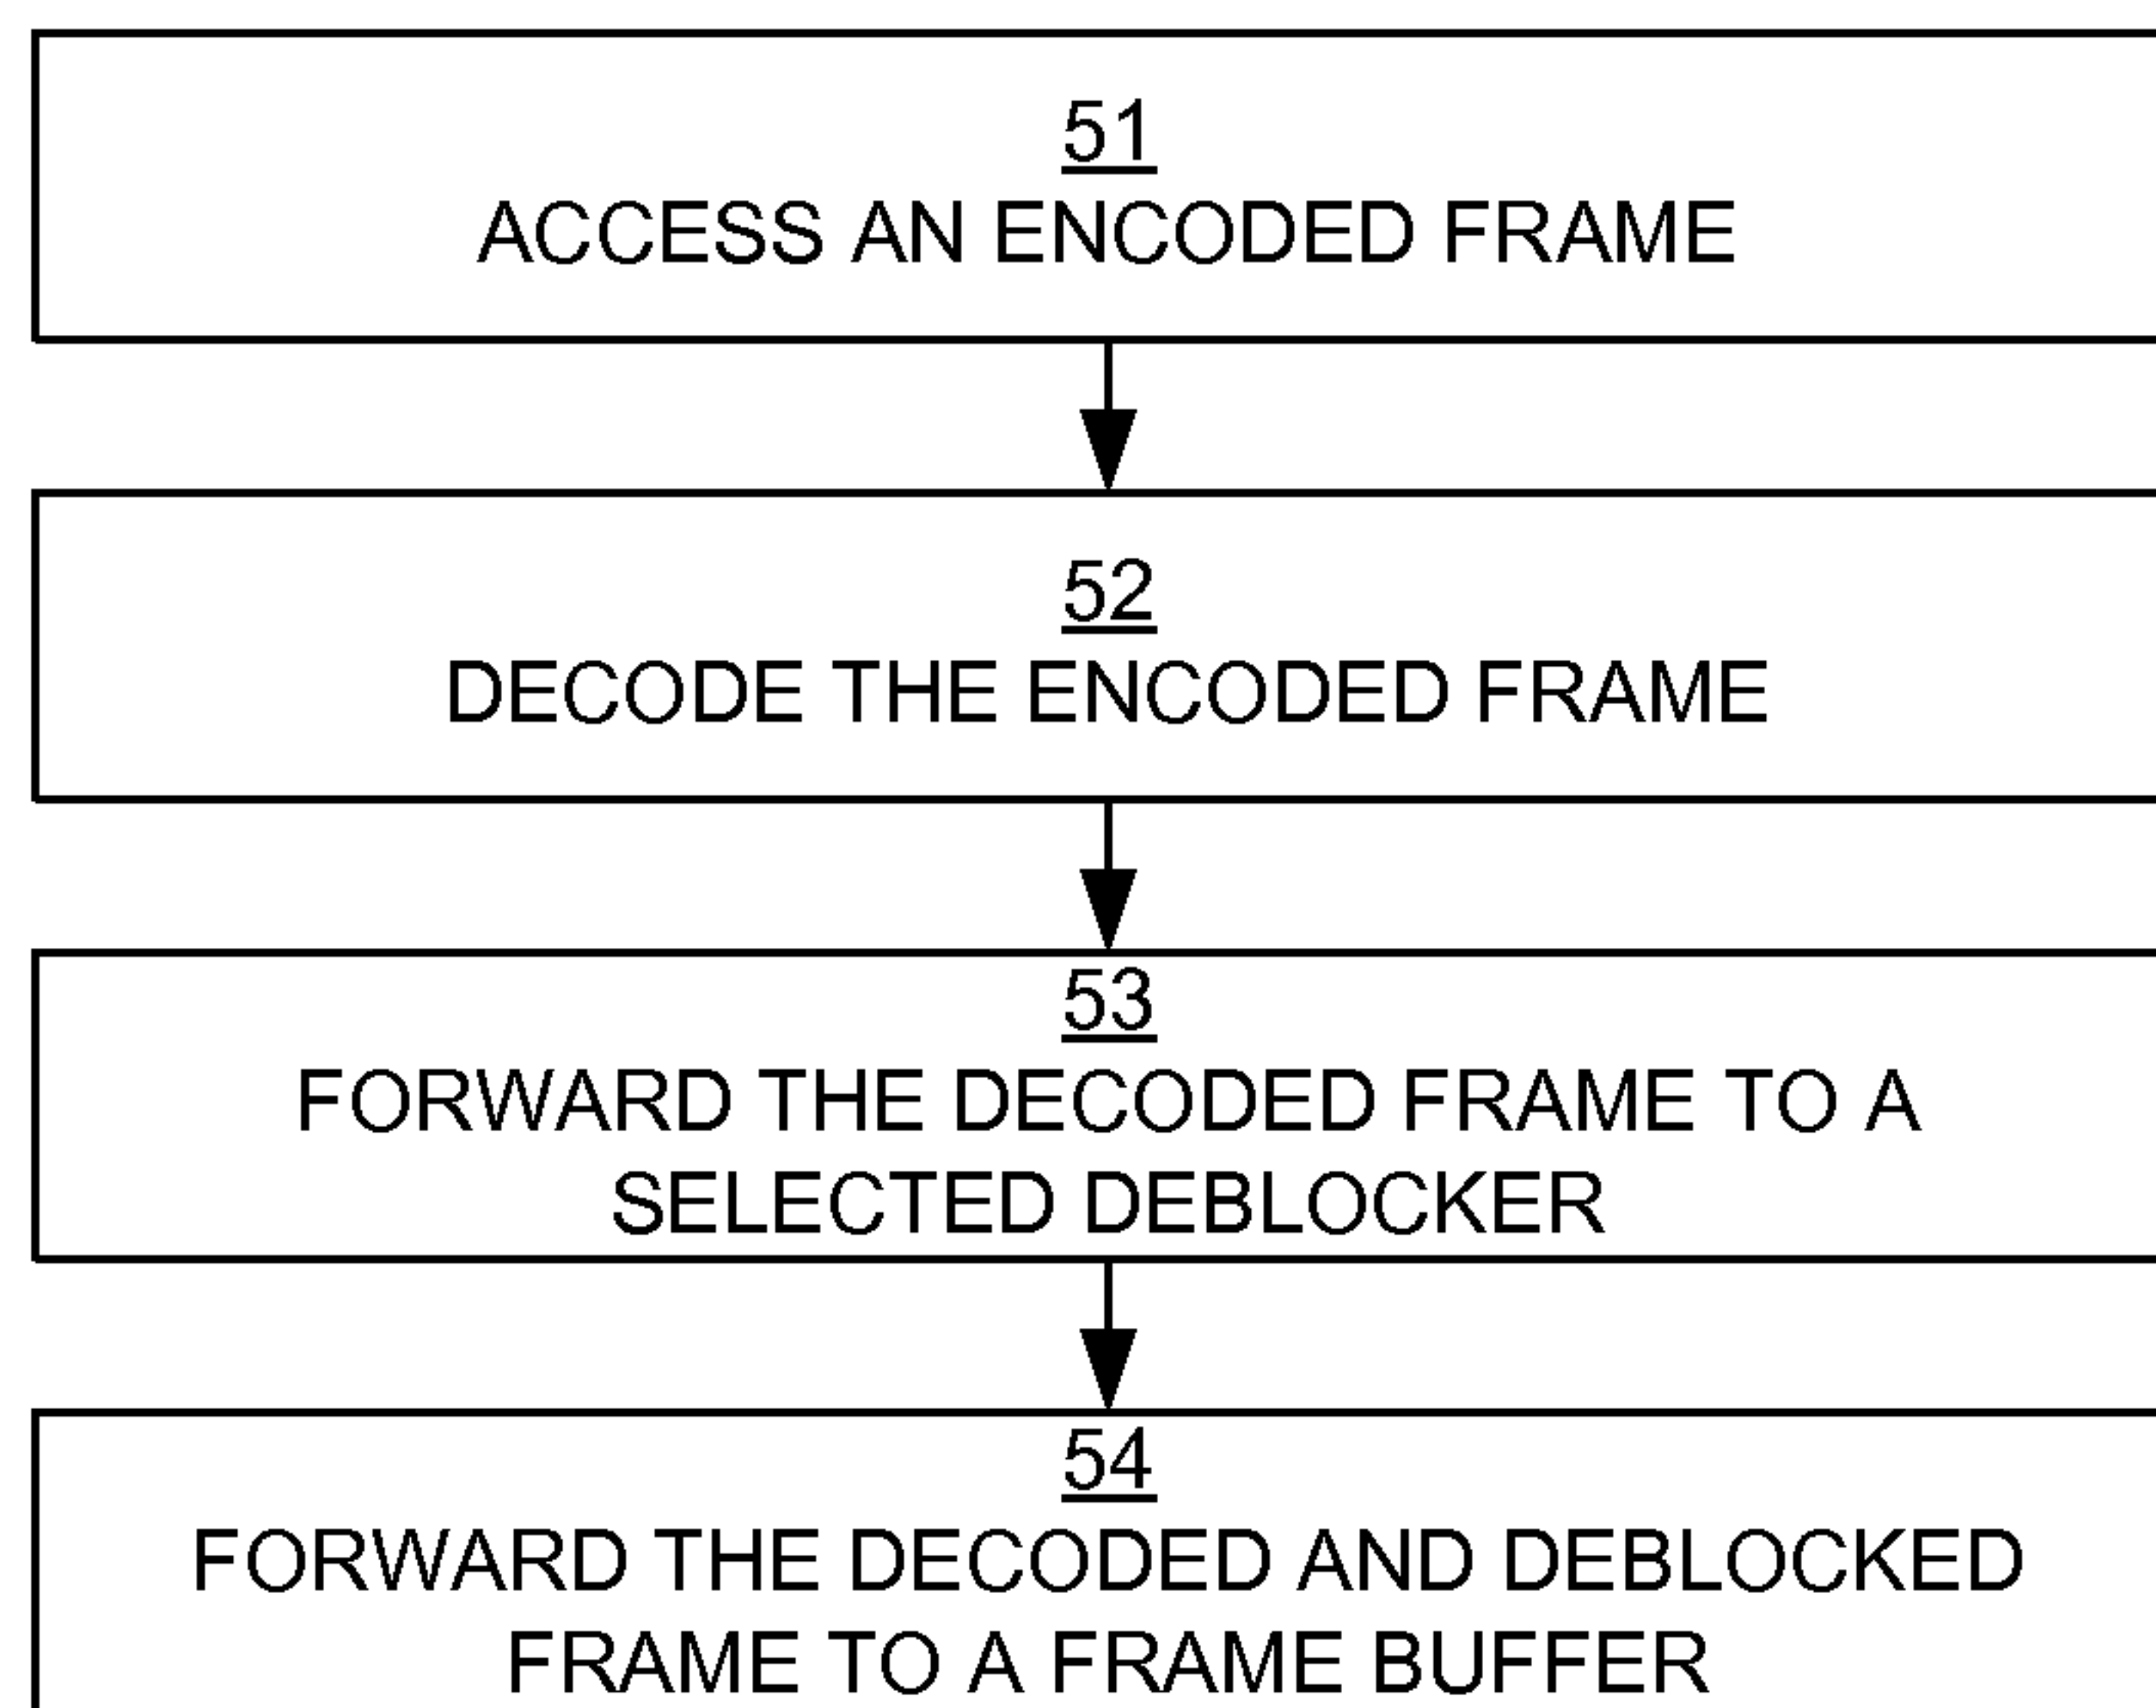 51
ACCESS AN ENCODED FRAME
52
DECODE THE ENCODED FRAME
53
FORWARD THE DECODED FRAME TO A
SELECTED DEBLOCKER
54
FORWARD THE DECODED AND DEBLOCKED
FRAME TO A FRAME BUFFER